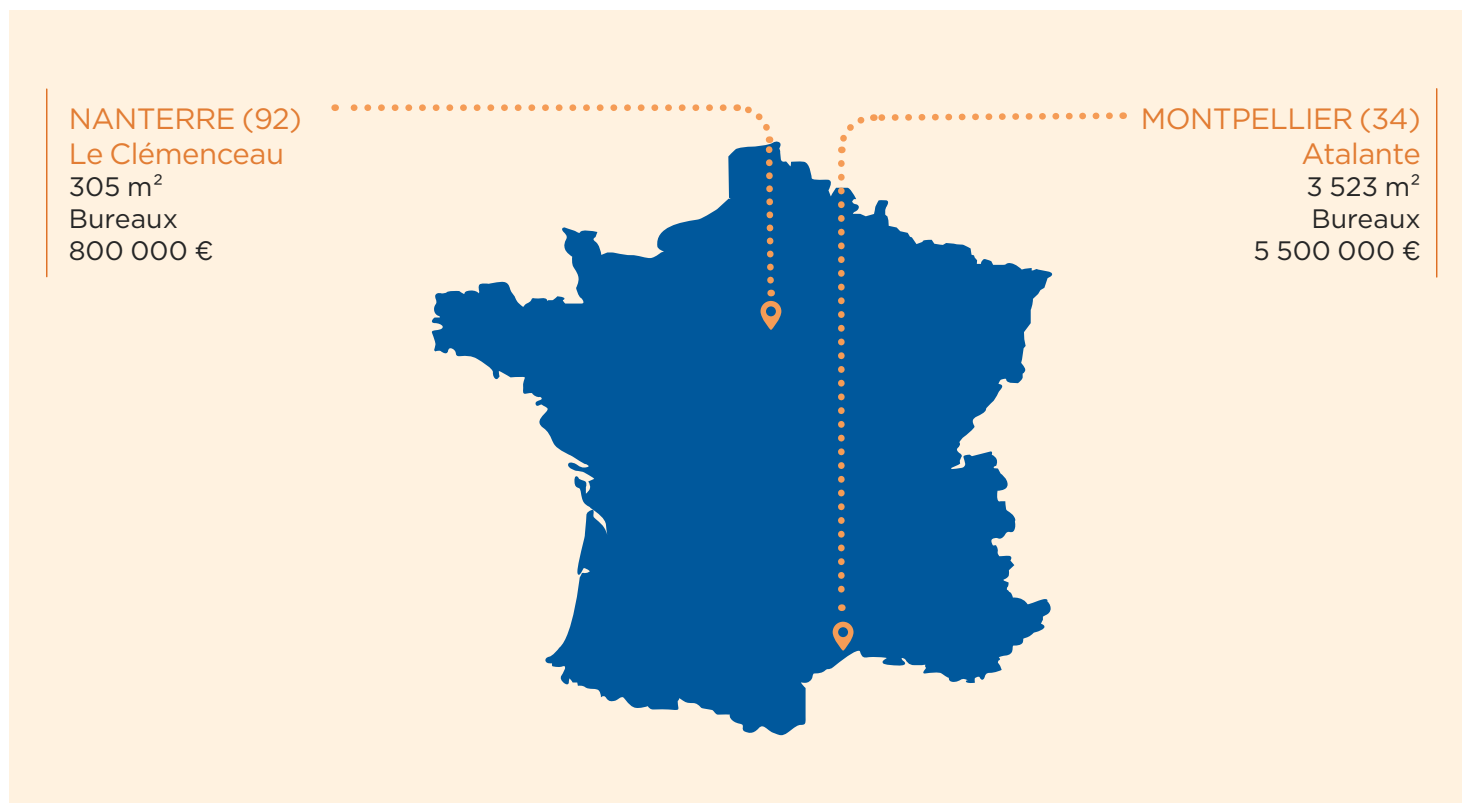 NANTERRE (92)
Le Clémenceau
305 m²
Bureaux
800 000 €
MONTPELLIER (34)
Atalante
3 523 m²
Bureaux
5 500 000 €